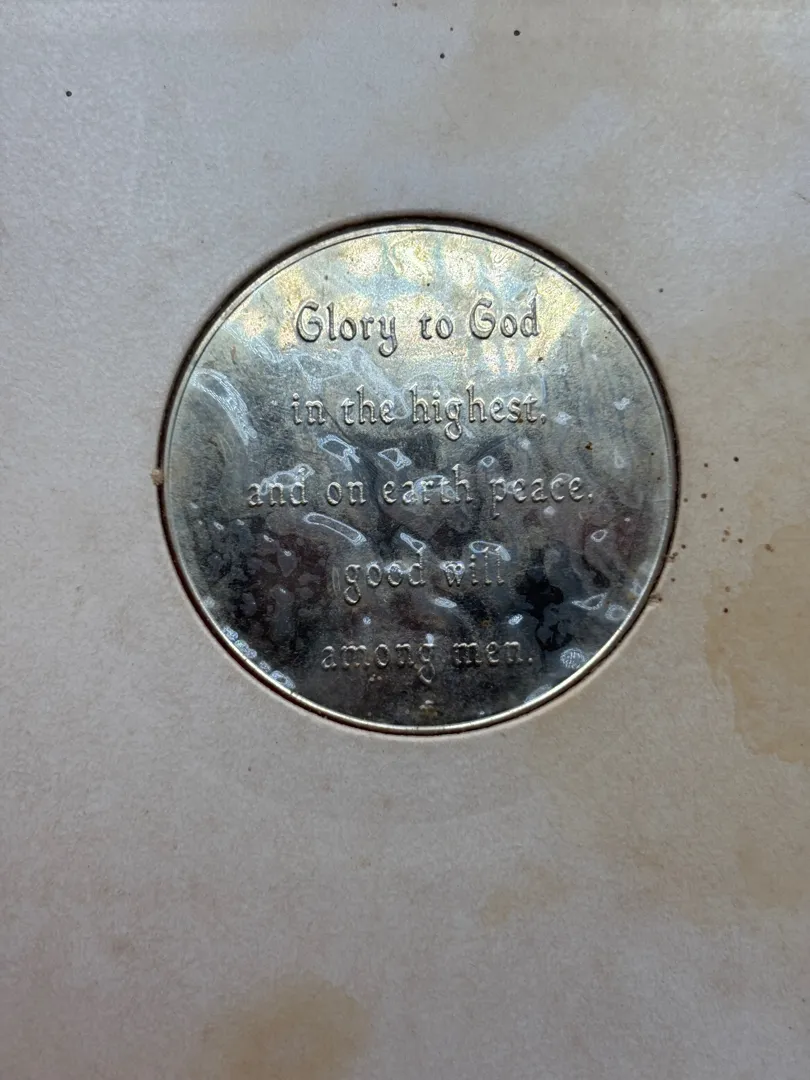 Glory to God
in the highest,
and on earth peace,
good will
among men.